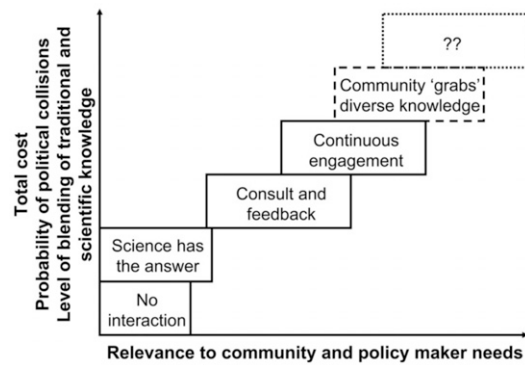 Total cost
Probability of political collisions
Level of blending of traditional and
scientific knowledge
??
Community 'grabs'
diverse knowledge
Continuous
engagement
Consult and
feedback
Science has
the answer
No
interaction
Relevance to community and policy maker needs